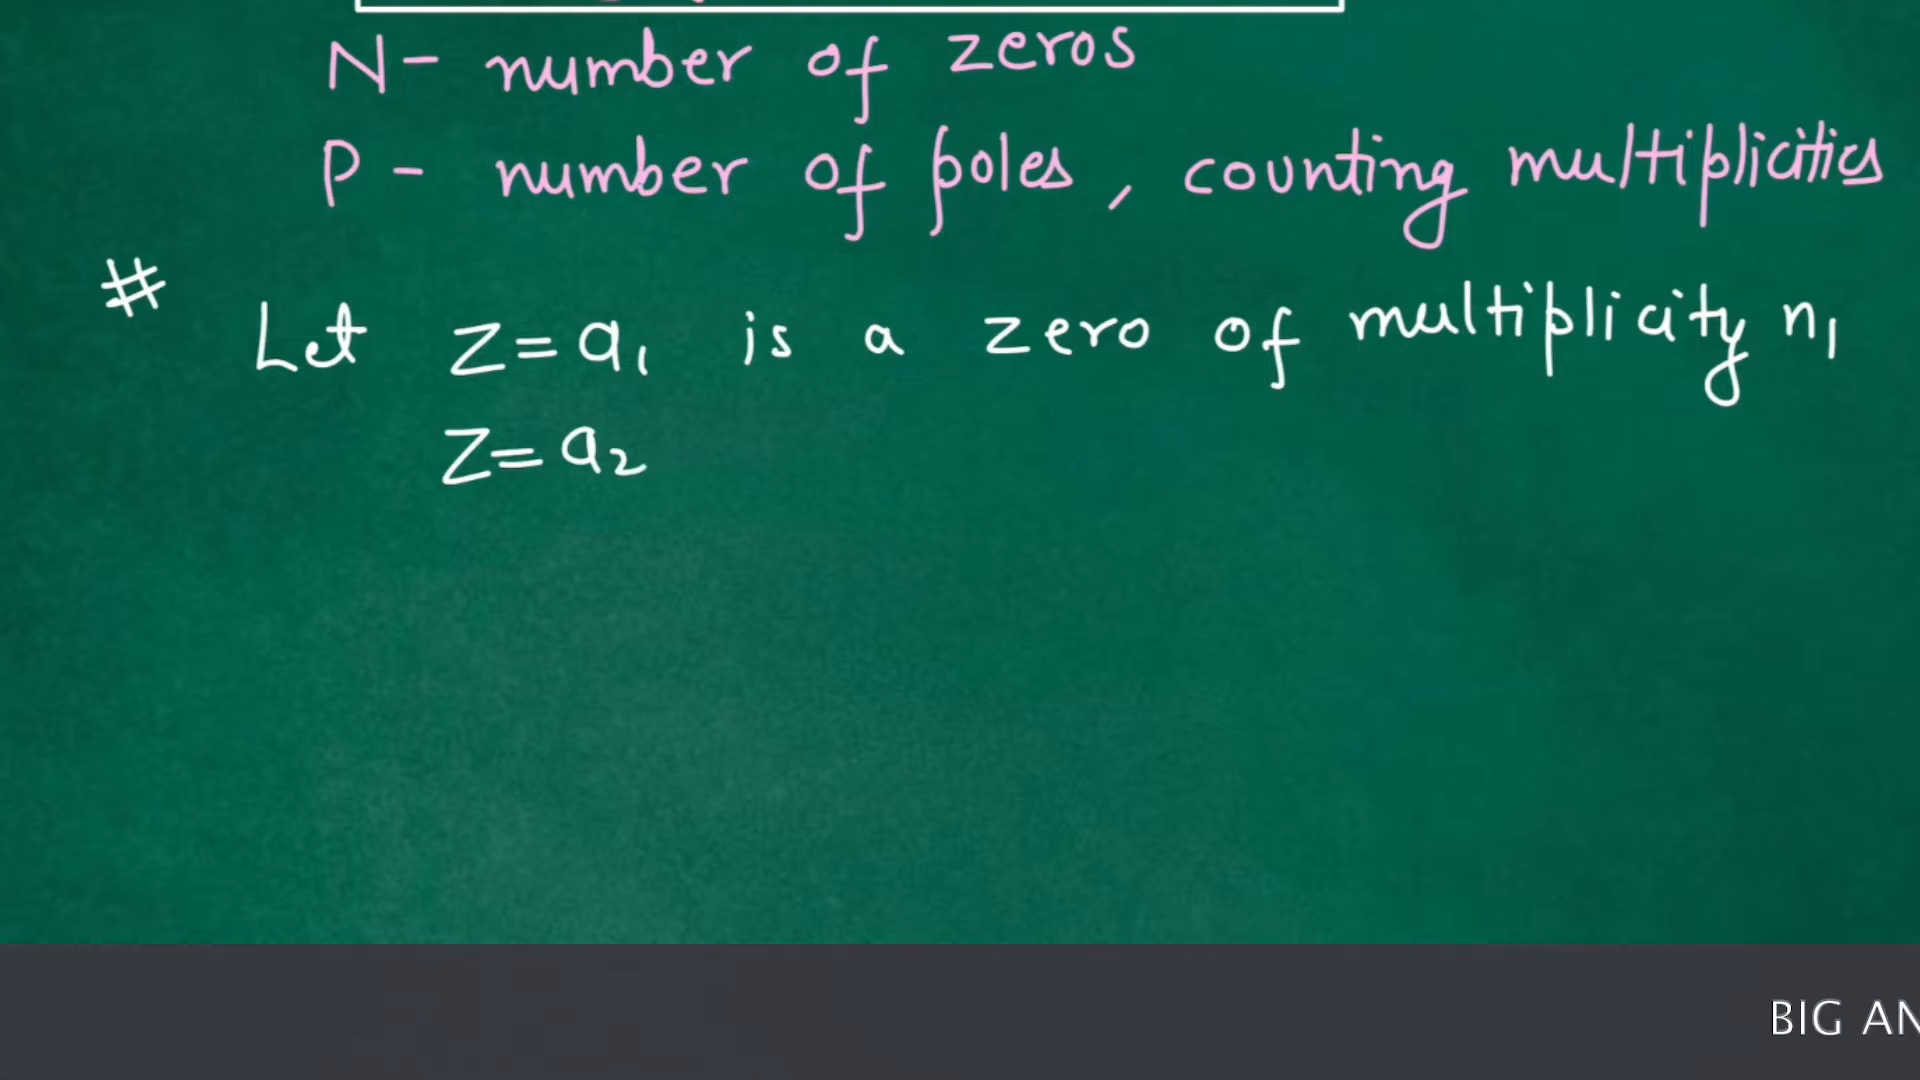 N- number of zeros
P - number of poles, counting multiplicities
# Let z=a₁ is a zero of multiplicity n₁
z=a₂
BIG AN